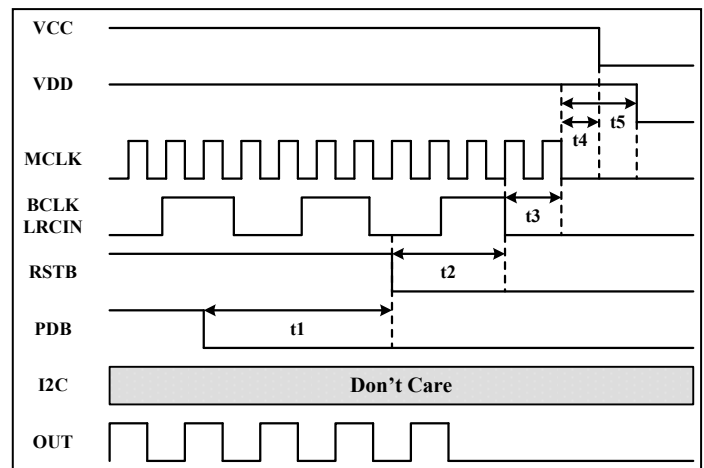 VCC
VDD
t5
t4
MCLK
BCLK
LRCIN
t3
RSTB
t2
PDB
t1
I2C
Don't Care
OUT